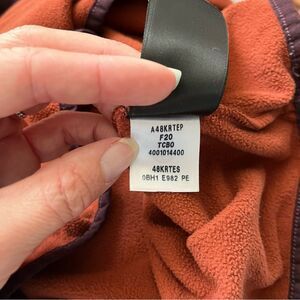 A48KRTEP
F20
TCBO
4001014400
48KRTES
0BH1 E982 PE